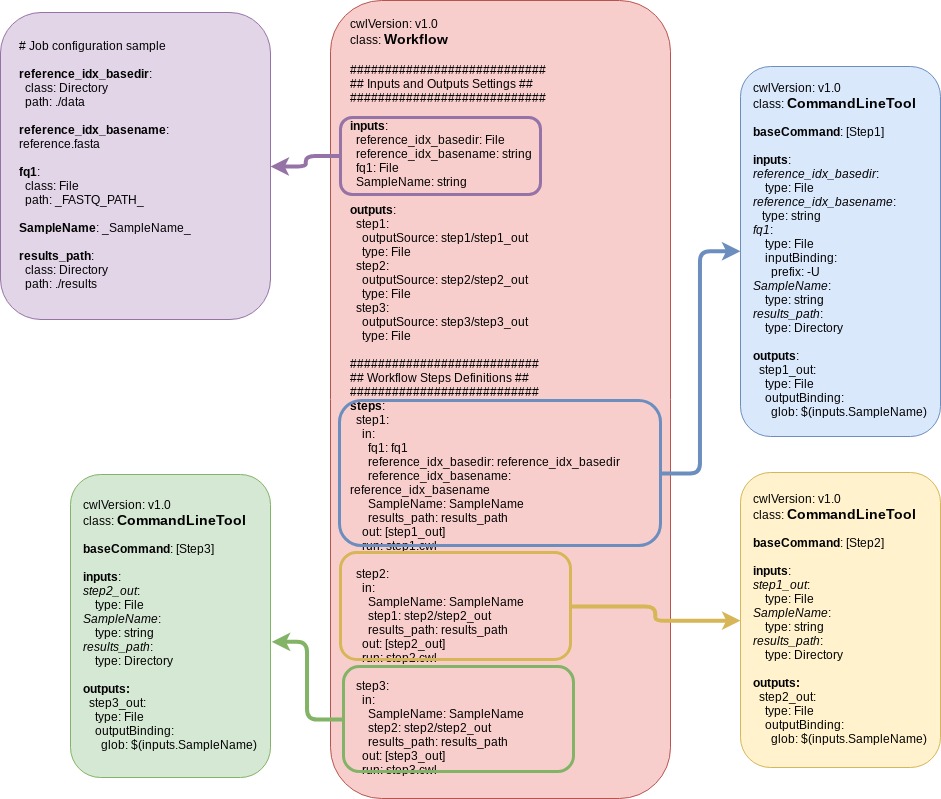 # Job configuration sample
reference_idx_basedir:
class: Directory
path: ./data
reference_idx_basename:
reference.fasta
fq1:
class: File
path: _FASTQ_PATH_
SampleName: _SampleName_
results_path:
class: Directory
path: ./results
cwlVersion: v1.0
class: Workflow
############################
## Inputs and Outputs Settings ##
############################
inputs:
reference_idx_basedir: File
reference_idx_basename: string
fq1: File
SampleName: string
outputs:
step1:
outputSource: step1/step1_out
type: File
step2:
outputSource: step2/step2_out
type: File
step3:
outputSource: step3/step3_out
type: File
###########################
## Workflow Steps Definitions ##
###########################
steps:
step1:
in:
fq1: fq1
reference_idx_basedir: reference_idx_basedir
reference_idx_basename:
reference_idx_basename
SampleName: SampleName
results_path: results_path
out: [step1_out]
run: step1.cwl
step2:
in:
SampleName: SampleName
step1: step2/step2_out
results_path: results_path
out: [step2_out]
run: step2.cwl
step3:
in:
SampleName: SampleName
step2: step2/step2_out
results_path: results_path
out: [step3_out]
run: step3.cwl
cwlVersion: v1.0
class: CommandLineTool
baseCommand: [Step1]
inputs:
reference_idx_basedir:
type: File
reference_idx_basename:
type: string
fq1:
type: File
inputBinding:
prefix: -U
SampleName:
type: string
results_path:
type: Directory
outputs:
step1_out:
type: File
outputBinding:
glob: $(inputs.SampleName)
cwlVersion: v1.0
class: CommandLineTool
baseCommand: [Step2]
inputs:
step1_out:
type: File
SampleName:
type: string
results_path:
type: Directory
outputs:
step2_out:
type: File
outputBinding:
glob: $(inputs.SampleName)
cwlVersion: v1.0
class: CommandLineTool
baseCommand: [Step3]
inputs:
step2_out:
type: File
SampleName:
type: string
results_path:
type: Directory
outputs:
step3_out:
type: File
outputBinding:
glob: $(inputs.SampleName)